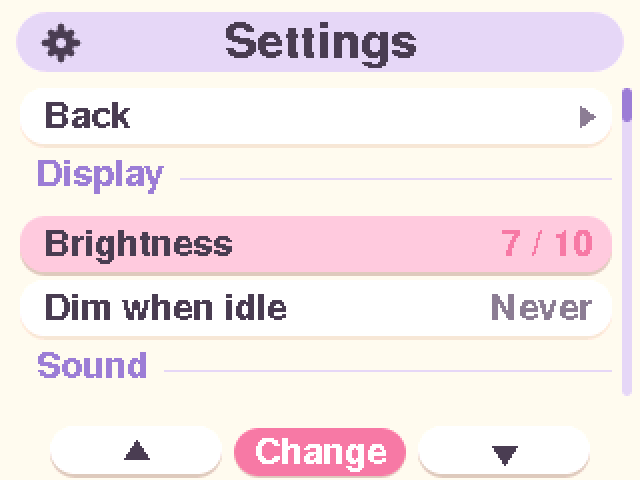 Settings
Back
Display
Brightness 7 / 10
Dim when idle Never
Sound
Change